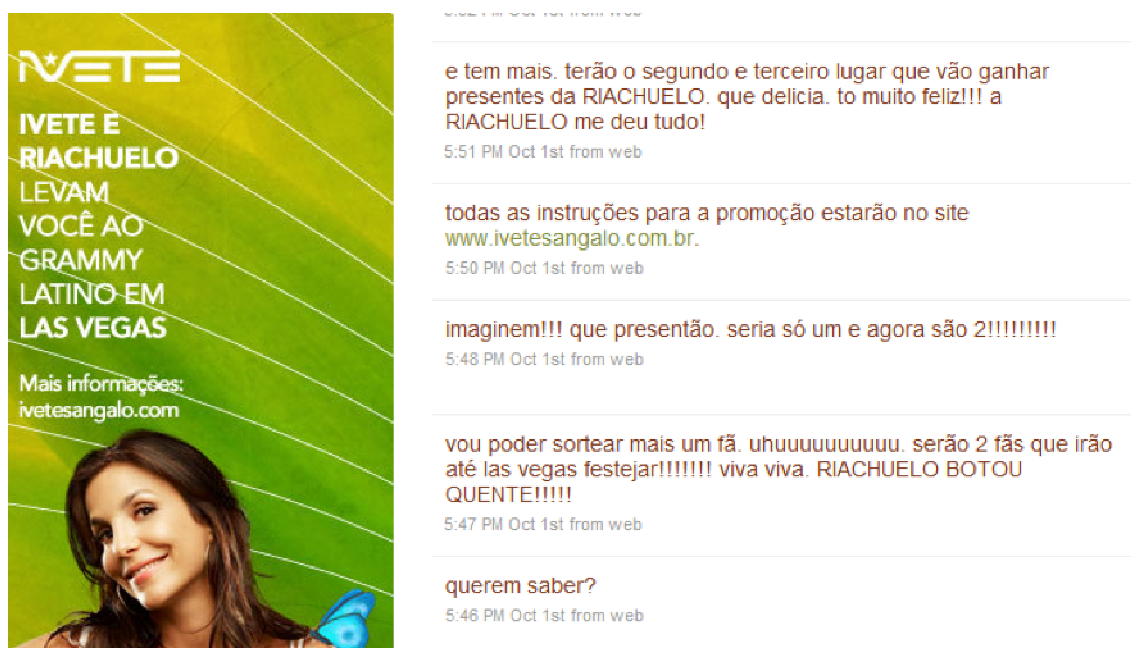 IVETE
IVETE E
RIACHUELO
LEVAM
VOCÊ AO
GRAMMY
LATINO EM
LAS VEGAS
Mais informações:
ivetesangalo.com
e tem mais. terão o segundo e terceiro lugar que vão ganhar
presentes da RIACHUELO. que delicia. to muito feliz!!! a
RIACHUELO me deu tudo!
5:51 PM Oct 1st from web
todas as instruções para a promoção estarão no site
www.ivetesangalo.com.br.
5:50 PM Oct 1st from web
imaginem!!! que presentão. seria só um e agora são 2!!!!!!!!!
5:48 PM Oct 1st from web
vou poder sortear mais um fã. uhuuuuuuuuuu. serão 2 fãs que irão
até las vegas festejar!!!!!!! viva viva. RIACHUELO BOTOU
QUENTE!!!!!
5:47 PM Oct 1st from web
querem saber?
5:46 PM Oct 1st from web